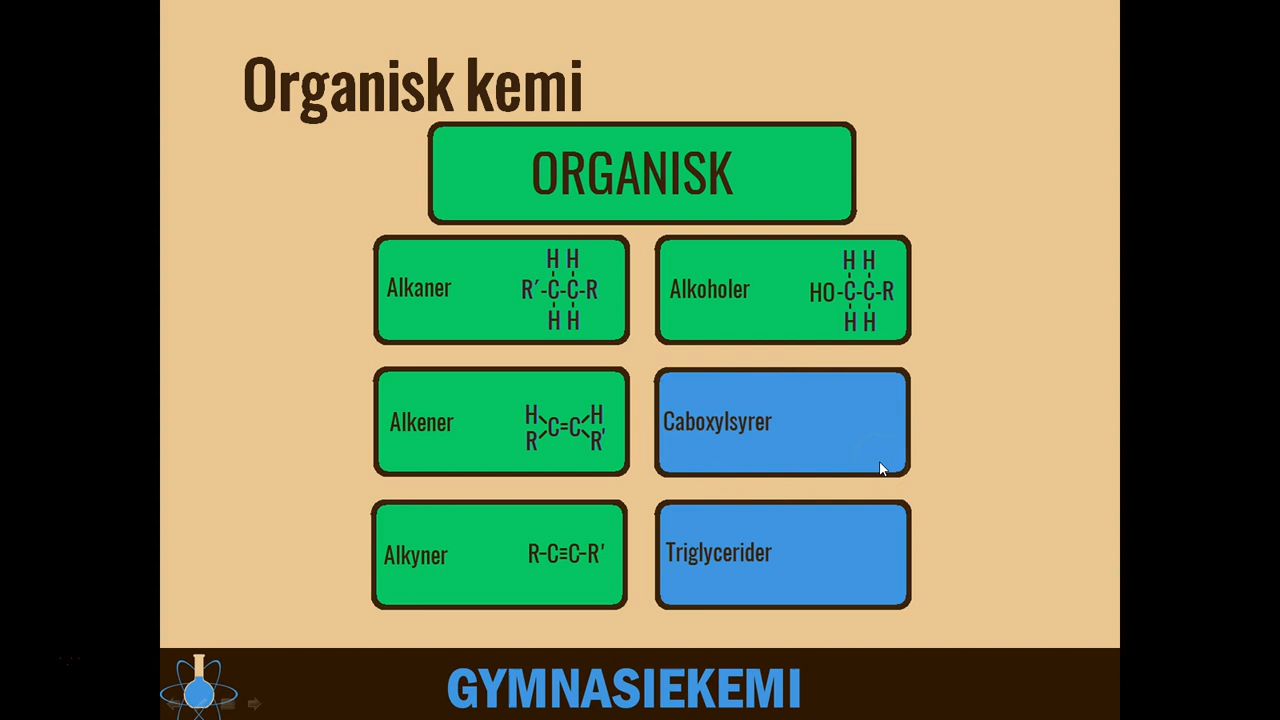 Organisk kemi
ORGANISK
Alkaner
H H
R´-C-C-R
H H
Alkoholer
H H
HO-C-C-R
H H
Alkener
H H
C=C
R R'
Caboxylsyrer
Alkyner
R-C≡C-R'
Triglycerider
GYMNASIEKEMI